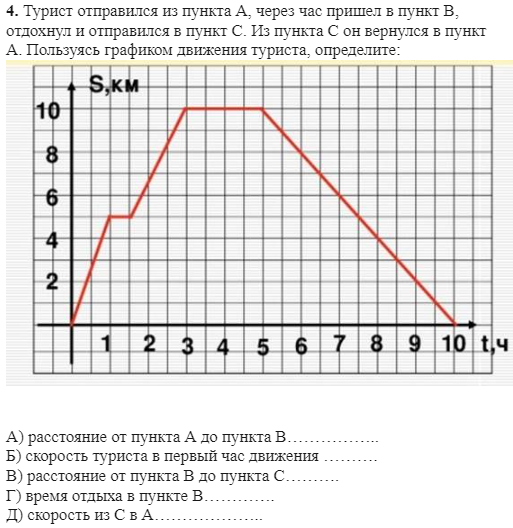 4. Турист отправился из пункта А, через час пришел в пункт В,
отдохнул и отправился в пункт С. Из пункта С он вернулся в пункт
А. Пользуясь графиком движения туриста, определите:
S,км
10
8
6
4
2
1 2 3 4 5 6 7 8 9 10 t,ч
А) расстояние от пункта А до пункта В……………..
Б) скорость туриста в первый час движения ……….
В) расстояние от пункта В до пункта С……….
Г) время отдыха в пункте В………….
Д) скорость из С в А………………..